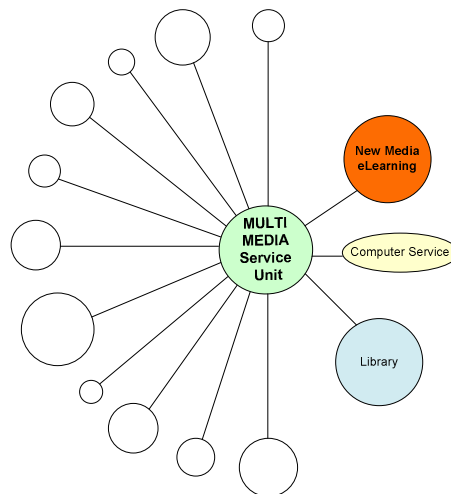 New Media
eLearning
MULTI
MEDIA
Service
Unit
Computer Service
Library